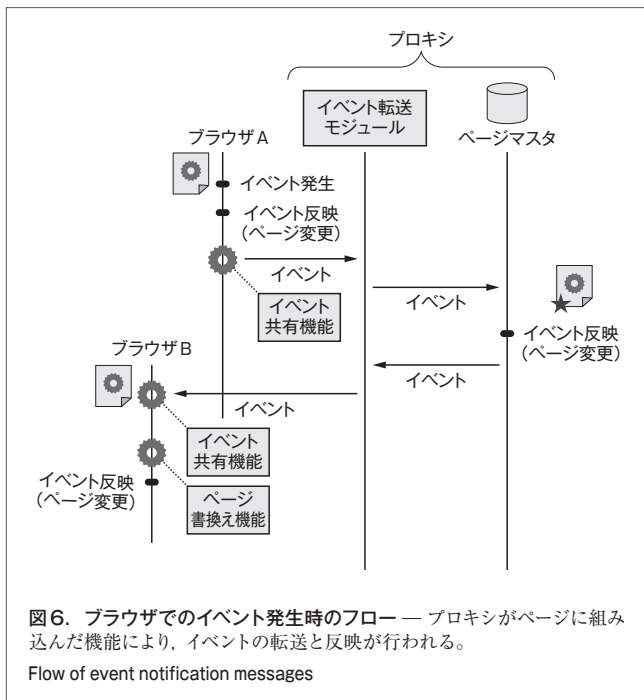 プロキシ
イベント転送
モジュール
ページマスタ
ブラウザA
イベント発生
イベント反映
(ページ変更)
イベント
イベント
共有機能
イベント
イベント反映
(ページ変更)
イベント
ブラウザB
イベント
イベント
共有機能
ページ
書換え機能
イベント反映
(ページ変更)
図6. ブラウザでのイベント発生時のフロー — プロキシがページに組み
込んだ機能により，イベントの転送と反映が行われる。
Flow of event notification messages